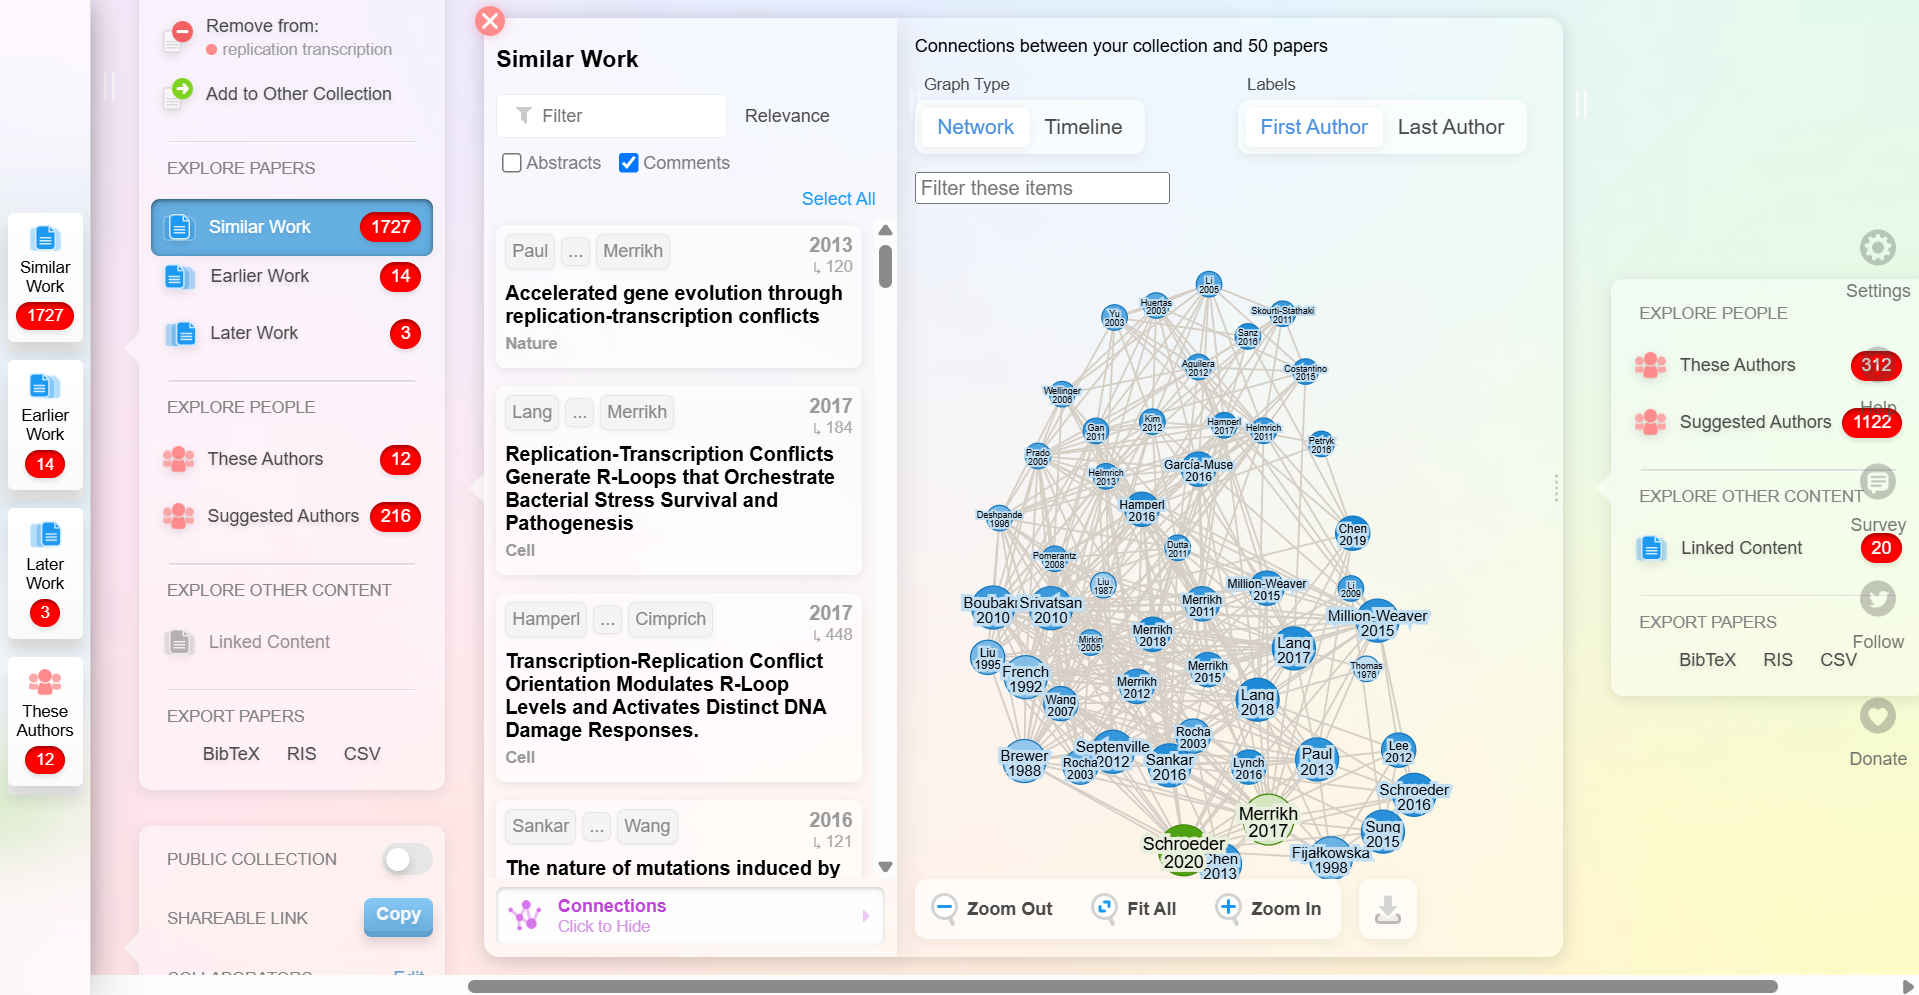 Similar
Work
1727
Earlier
Work
14
Later
Work
3
These
Authors
12
Remove from:
replication transcription
Add to Other Collection
EXPLORE PAPERS
Similar Work 1727
Earlier Work 14
Later Work 3
EXPLORE PEOPLE
These Authors 12
Suggested Authors 216
EXPLORE OTHER CONTENT
Linked Content
EXPORT PAPERS
BibTeX RIS CSV
PUBLIC COLLECTION
SHAREABLE LINK Copy
COLLABORATORS Edit
Similar Work
Filter
Relevance
Abstracts Comments
Select All
Paul ... Merrikh 2013
120
Accelerated gene evolution through
replication-transcription conflicts
Nature
Lang ... Merrikh 2017
184
Replication-Transcription Conflicts
Generate R-Loops that Orchestrate
Bacterial Stress Survival and
Pathogenesis
Cell
Hamperl ... Cimprich 2017
448
Transcription-Replication Conflict
Orientation Modulates R-Loop
Levels and Activates Distinct DNA
Damage Responses.
Cell
Sankar ... Wang 2016
121
The nature of mutations induced by
Connections
Click to Hide
Connections between your collection and 50 papers
Graph Type
Labels
Network Timeline
First Author Last Author
Filter these items
Li
2005
Huertas
2003
Yu
2003
Skourti-Stathaki
2011
Sanz
2016
Aguilera
2012
Costantino
2015
Wellinger
2006
Gan
2011
Kim
2012
Hamperl
2017
Helmrich
2011
Petryk
2016
Prado
2005
Helmrich
2013
García-Muse
2016
Hamperl
2016
Deshpande
1996
Chen
2019
Dutta
2011
Pomerantz
2008
Liu
1987
Million-Weaver
2015
Li
2009
Boubakri
2010
Srivatsan
2010
Merrikh
2011
Million-Weaver
2015
Mirkin
2005
Merrikh
2018
Lang
2017
Liu
1995
French
1992
Merrikh
2015
Thomas
1976
Merrikh
2012
Wang
2007
Lang
2018
Rocha
2003
Septenville
2012
Brewer
1988
Rocha
2003
Sankar
2016
Lynch
2016
Paul
2013
Lee
2012
Schroeder
2016
Merrikh
2017
Sung
2015
Schroeder
2020
Chen
2013
Fijałkowska
1998
Zoom Out Fit All Zoom In
EXPLORE PEOPLE
These Authors 312
Suggested Authors 1122
EXPLORE OTHER CONTENT
Linked Content 20
EXPORT PAPERS
BibTeX RIS CSV
Settings
Help
Survey
Follow
Donate